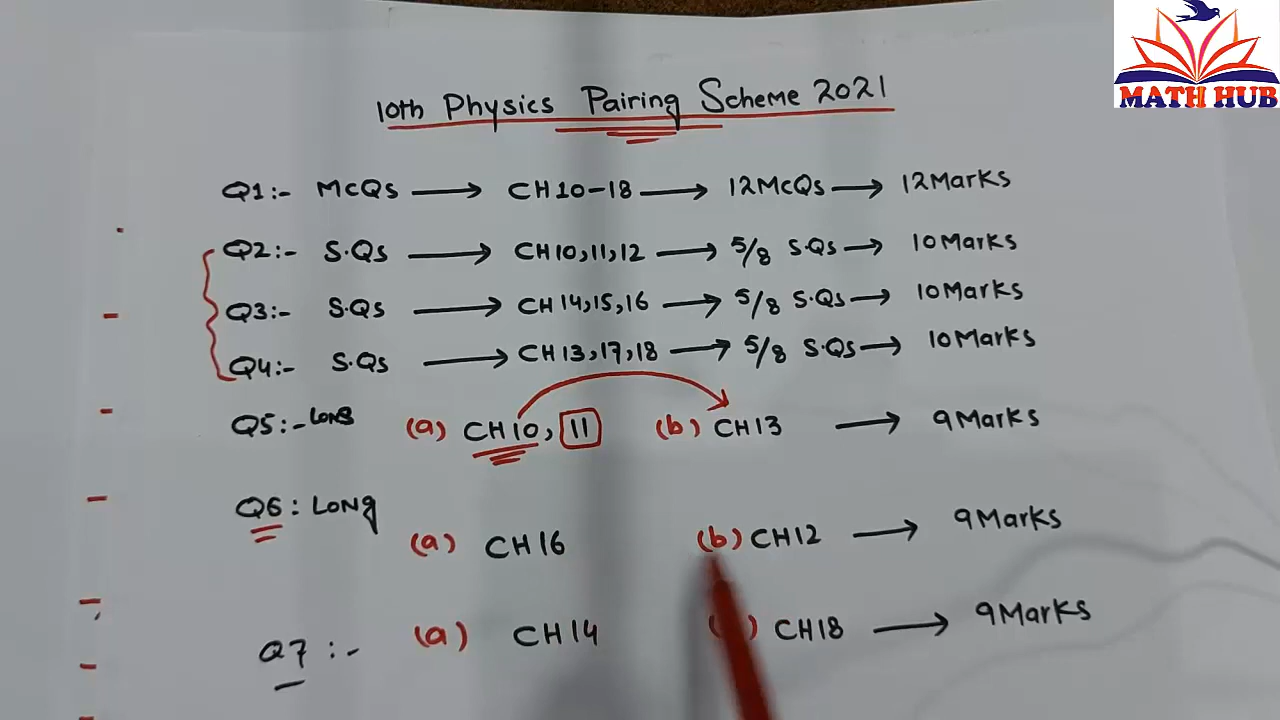 MATH HUB
10th Physics Pairing Scheme 2021
Q1:- McQs → CH10-18 → 12McQs → 12Marks
Q2:- S.Qs → CH10,11,12 → 5/8 S.Qs → 10Marks
Q3:- S.Qs → CH14,15,16 → 5/8 S.Qs → 10Marks
Q4:- S.Qs → CH13,17,18 → 5/8 S.Qs → 10Marks
Q5:- LONG (a) CH10, 11 (b) CH13 → 9Marks
Q6: LONg
(a) CH16 (b) CH12 → 9Marks
Q7:- (a) CH14 CH18 → 9Marks